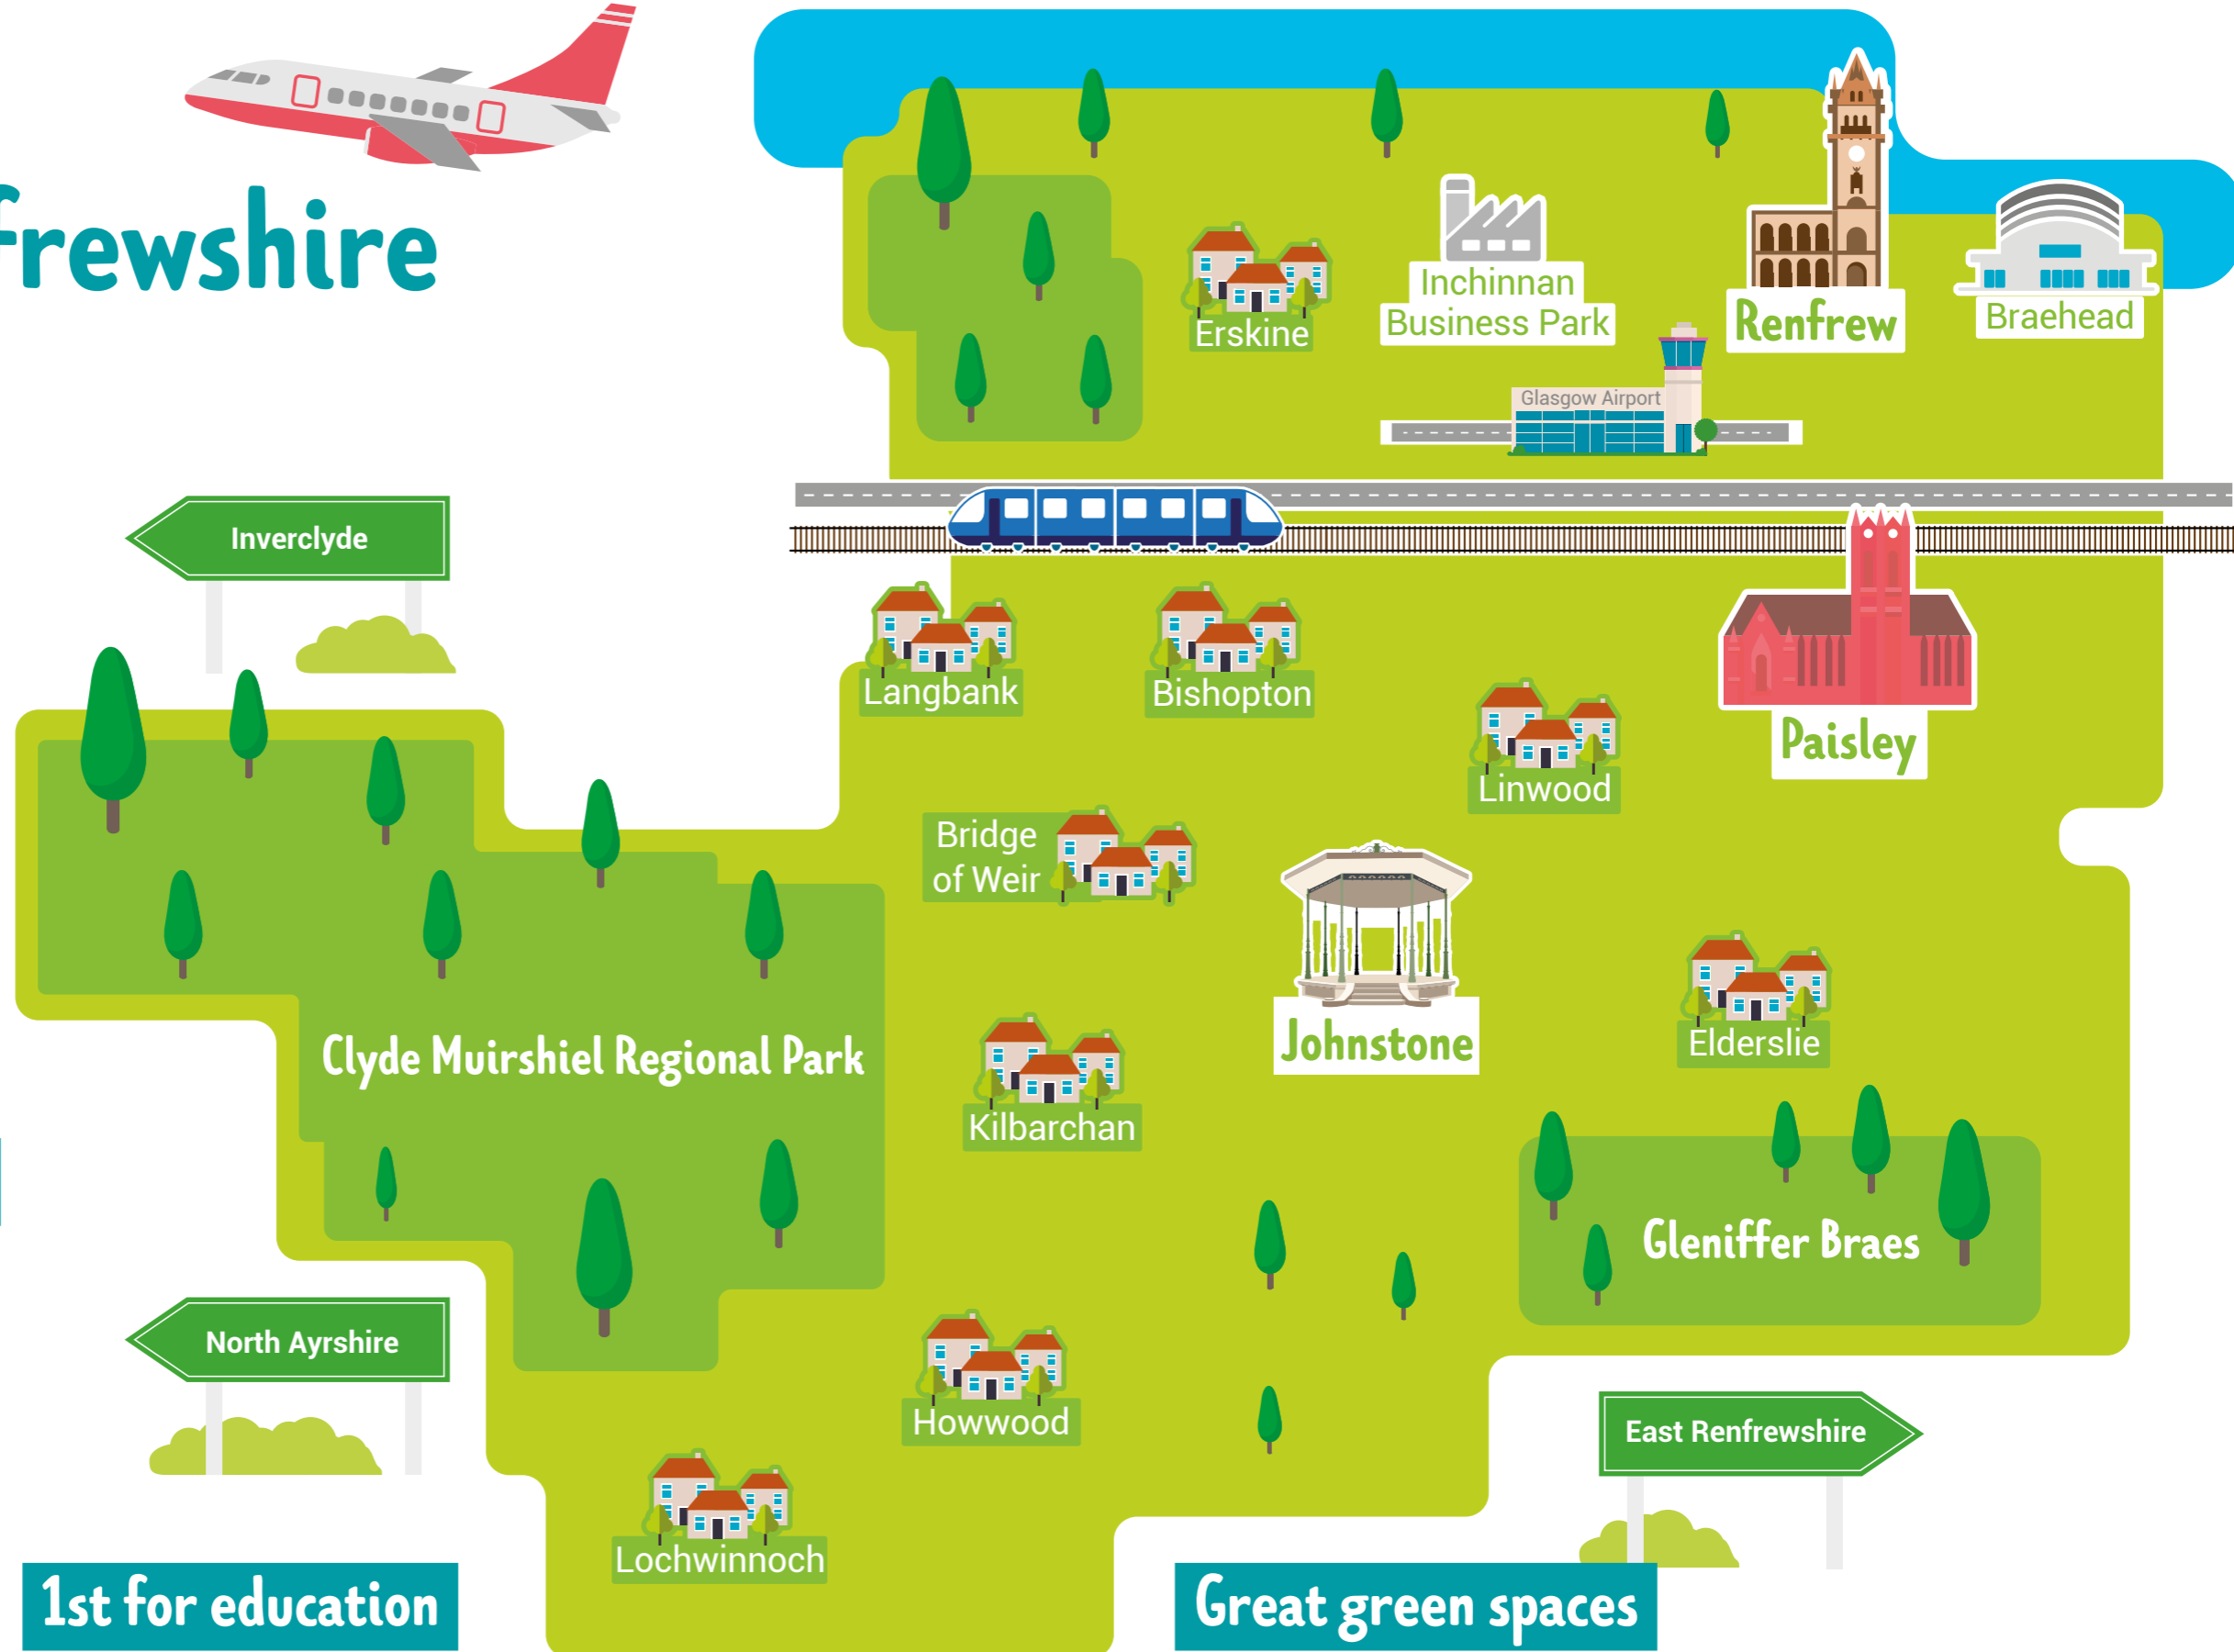 frewshire
Inchinnan
Business Park
Erskine
Renfrew
Braehead
Glasgow Airport
Inverclyde
Langbank
Bishopton
Linwood
Paisley
Bridge
of Weir
Johnstone
Elderslie
Clyde Muirshiel Regional Park
Kilbarchan
Gleniffer Braes
North Ayrshire
Howwood
East Renfrewshire
Lochwinnoch
1st for education
Great green spaces